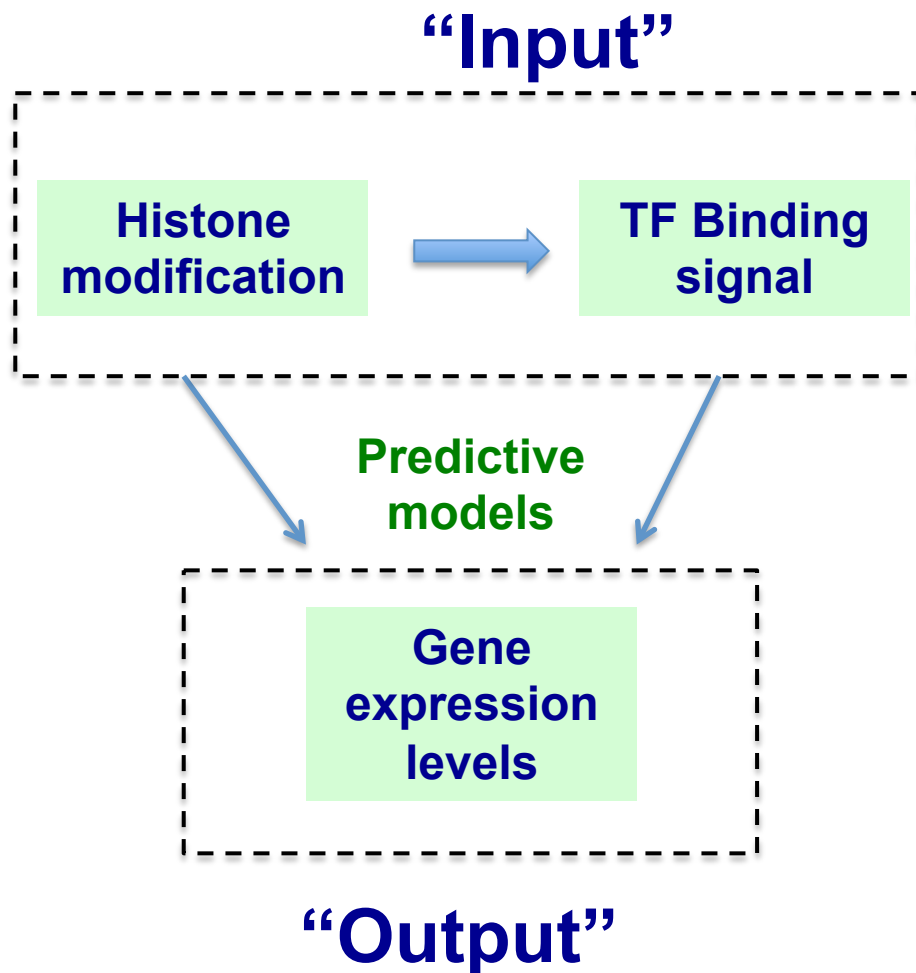 “Input”
Histone
modification
TF Binding
signal
Predictive
models
Gene
expression
levels
“Output”